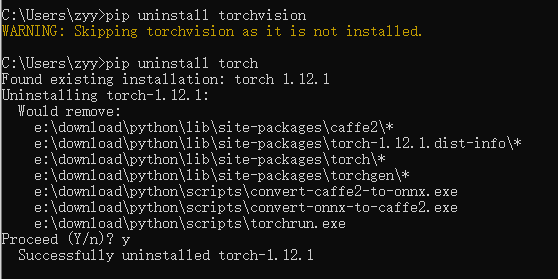 C:\Users\zyy>pip uninstall torchvision
WARNING: Skipping torchvision as it is not installed.
C:\Users\zyy>pip uninstall torch
Found existing installation: torch 1.12.1
Uninstalling torch-1.12.1:
  Would remove:
    e:\download\python\lib\site-packages\caffe2\*
    e:\download\python\lib\site-packages\torch-1.12.1.dist-info\*
    e:\download\python\lib\site-packages\torch\*
    e:\download\python\lib\site-packages\torchgen\*
    e:\download\python\scripts\convert-caffe2-to-onnx.exe
    e:\download\python\scripts\convert-onnx-to-caffe2.exe
    e:\download\python\scripts\torchrun.exe
Proceed (Y/n)? y
  Successfully uninstalled torch-1.12.1